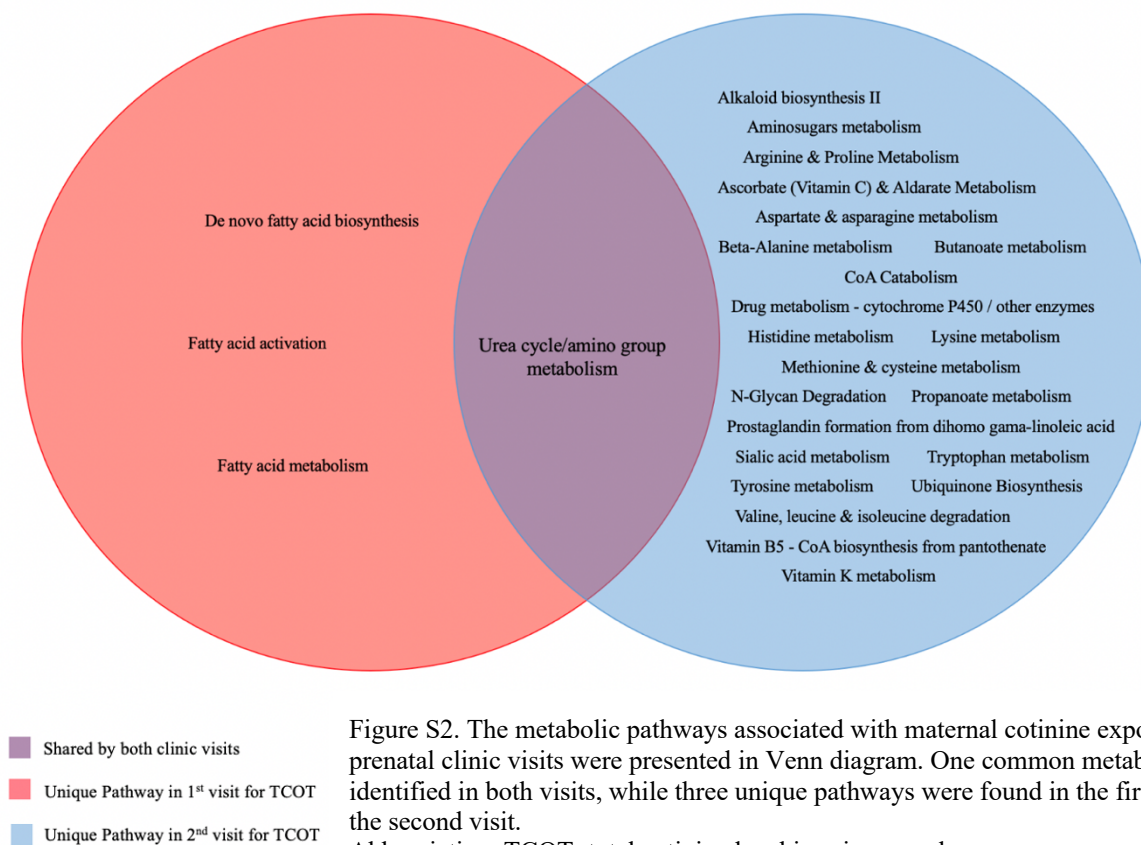 De novo fatty acid biosynthesis
Fatty acid activation
Fatty acid metabolism
Urea cycle/amino group
metabolism
Alkaloid biosynthesis II
Aminosugars metabolism
Arginine & Proline Metabolism
Ascorbate (Vitamin C) & Aldarate Metabolism
Aspartate & asparagine metabolism
Beta-Alanine metabolism Butanoate metabolism
CoA Catabolism
Drug metabolism - cytochrome P450 / other enzymes
Histidine metabolism Lysine metabolism
Methionine & cysteine metabolism
N-Glycan Degradation Propanoate metabolism
Prostaglandin formation from dihomo gama-linoleic acid
Sialic acid metabolism Tryptophan metabolism
Tyrosine metabolism Ubiquinone Biosynthesis
Valine, leucine & isoleucine degradation
Vitamin B5 - CoA biosynthesis from pantothenate
Vitamin K metabolism
Shared by both clinic visits
Unique Pathway in 1st visit for TCOT
Unique Pathway in 2nd visit for TCOT
Figure S2. The metabolic pathways associated with maternal cotinine expo
prenatal clinic visits were presented in Venn diagram. One common metab
identified in both visits, while three unique pathways were found in the fir
the second visit.